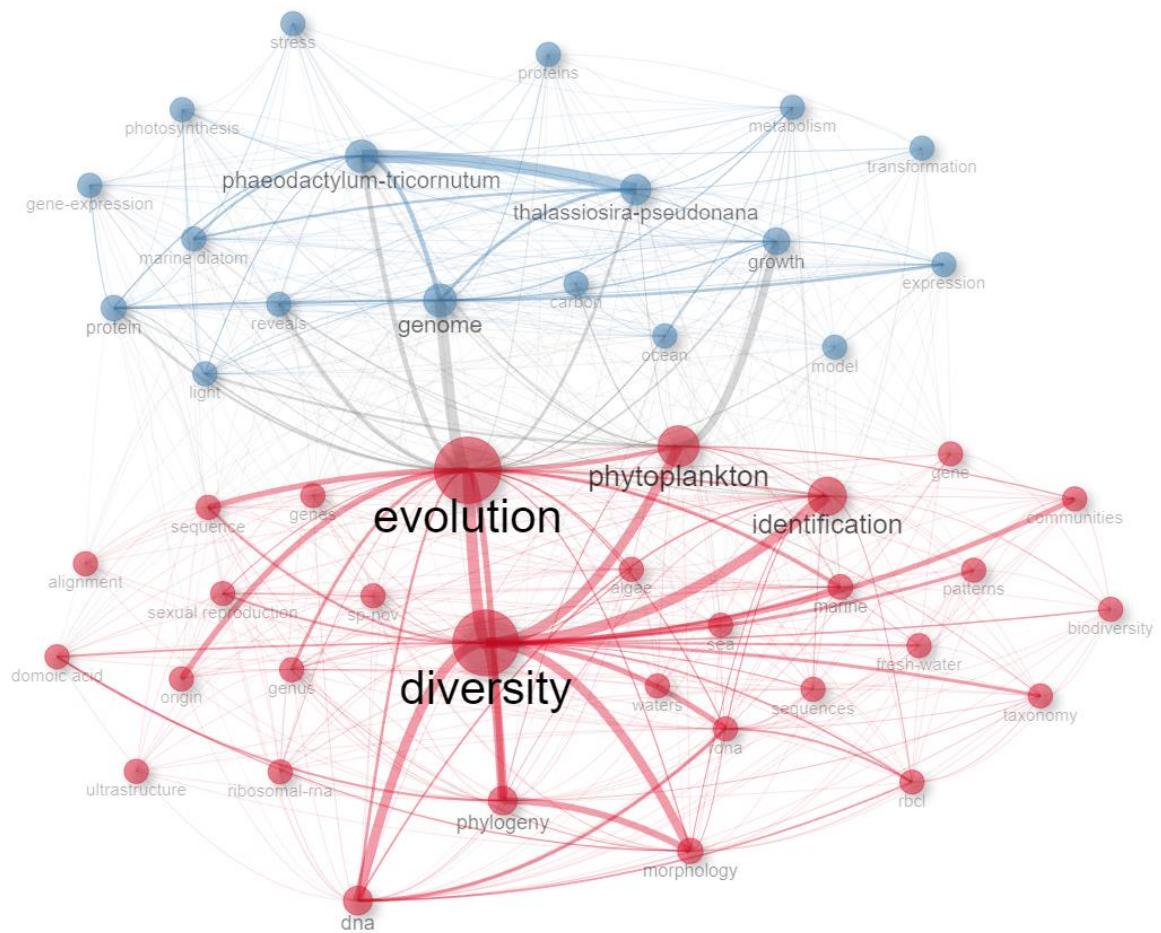 stress
proteins
photosynthesis
metabolism
transformation
phaeodactylum-tricornutum
gene-expression
thalassiosira-pseudonana
marine diatom
growth
expression
carbon
protein
reveals
genome
ocean
model
light
phytoplankton
gene
evolution
identification
communities
sequence
genes
alignment
algae
patterns
sexual reproduction
sp-nov
marine
biodiversity
sea
fresh-water
domoic acid
origin
genus
diversity
waters
sequences
taxonomy
rdna
ultrastructure
ribosomal-rna
rbcl
phylogeny
morphology
dna